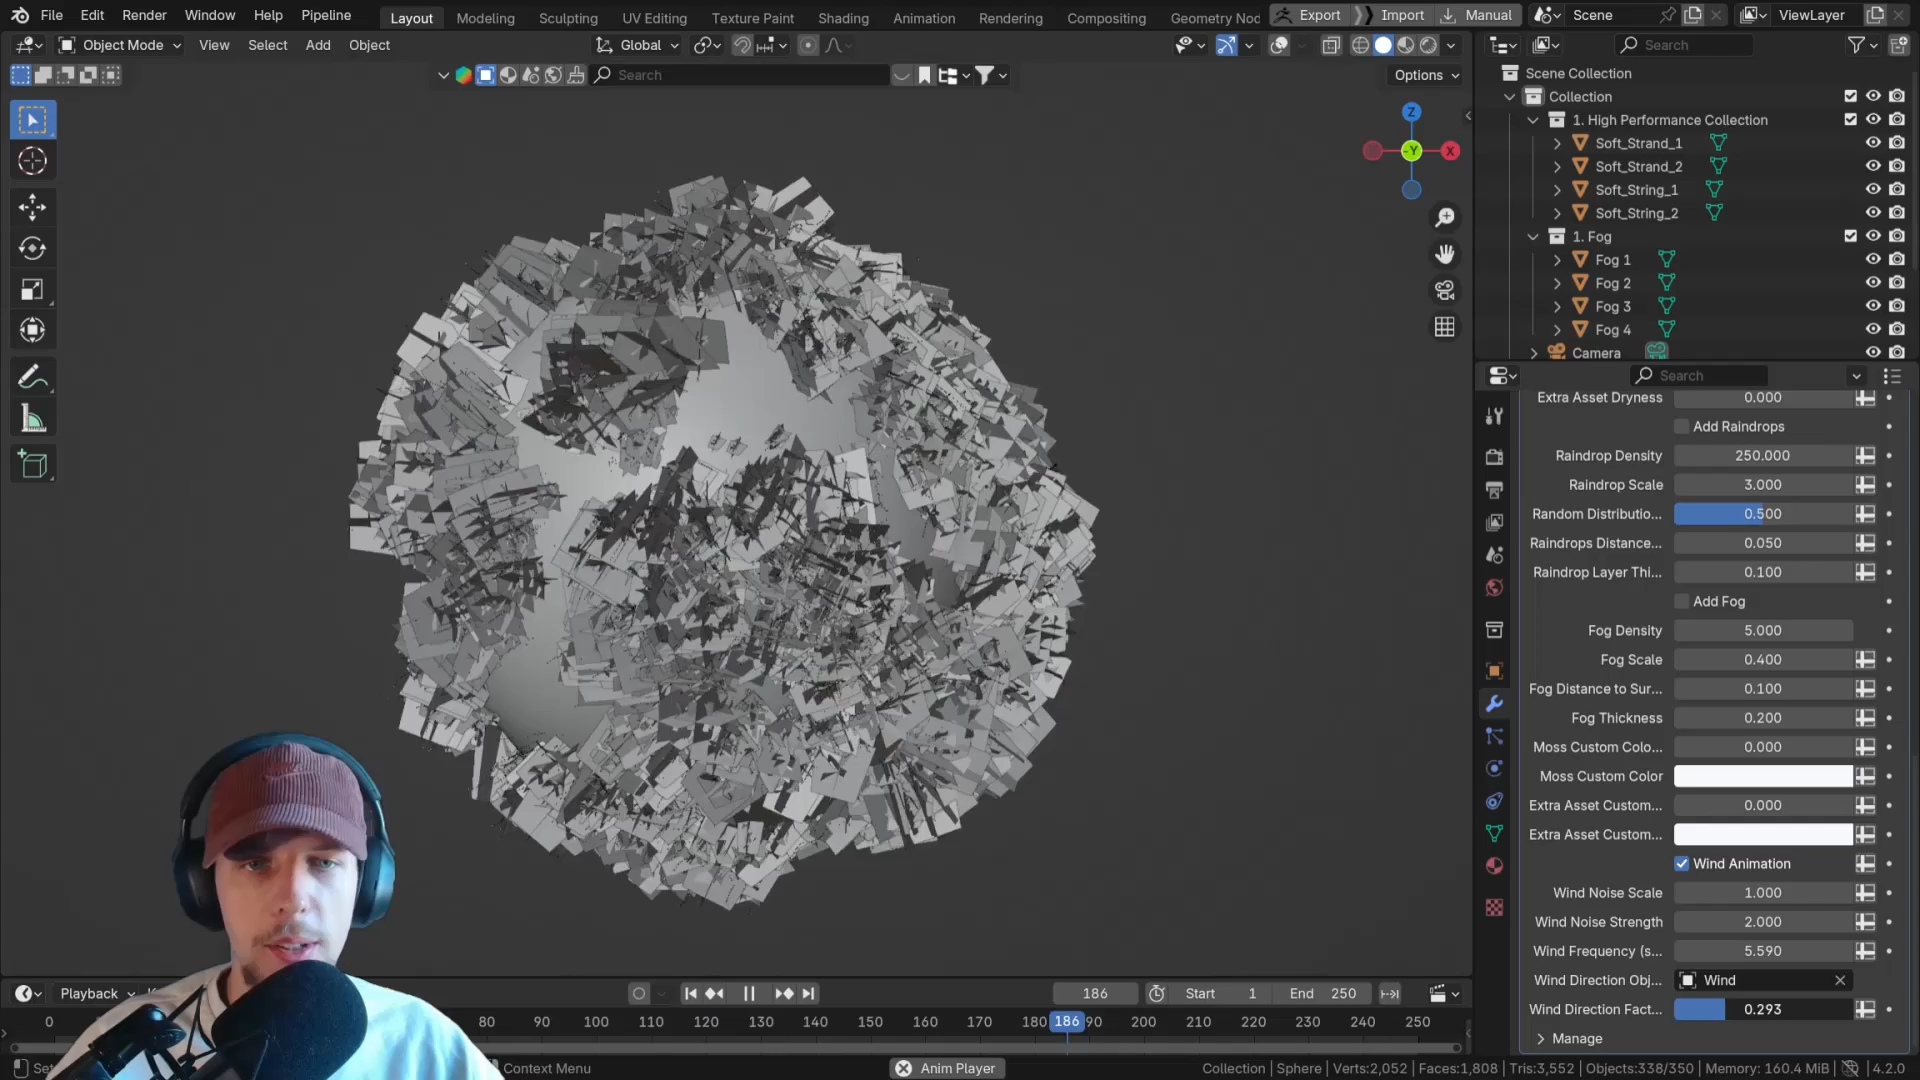 File Edit Render Window Help Pipeline Layout Modeling Sculpting UV Editing Texture Paint Shading Animation Rendering Compositing Geometry Nod Export Import Manual Scene ViewLayer
Object Mode View Select Add Object Global Search
Search Options
Scene Collection
Collection
1. High Performance Collection
Soft_Strand_1
Soft_Strand_2
Soft_String_1
Soft_String_2
1. Fog
Fog 1
Fog 2
Fog 3
Fog 4
Camera
Z
-Y X
Search
Extra Asset Dryness 0.000
Add Raindrops
Raindrop Density 250.000
Raindrop Scale 3.000
Random Distributio... 0.500
Raindrops Distance... 0.050
Raindrop Layer Thi... 0.100
Add Fog
Fog Density 5.000
Fog Scale 0.400
Fog Distance to Sur... 0.100
Fog Thickness 0.200
Moss Custom Colo... 0.000
Moss Custom Color
Extra Asset Custom... 0.000
Extra Asset Custom...
Wind Animation
Wind Noise Scale 1.000
Wind Noise Strength 2.000
Wind Frequency (s... 5.590
Wind Direction Obj... Wind
Wind Direction Fact... 0.293
Manage
Playback 186 Start 1 End 250
0 80 90 100 110 120 130 140 150 160 170 180 186 90 200 210 220 230 240 250
Set Context Menu Anim Player Collection | Sphere | Verts:2,052 | Faces:1,808 | Tris:3,552 | Objects:338/350 | Memory: 160.4 MiB | 4.2.0